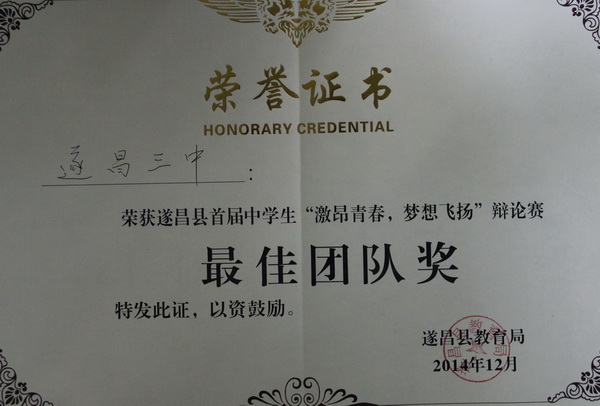 荣誉证书
HONORARY CREDENTIAL
遂昌三中：
荣获遂昌县首届中学生“激昂青春，梦想飞扬”辩论赛
最佳团队奖
特发此证，以资鼓励。
遂昌县教育局
2014年12月